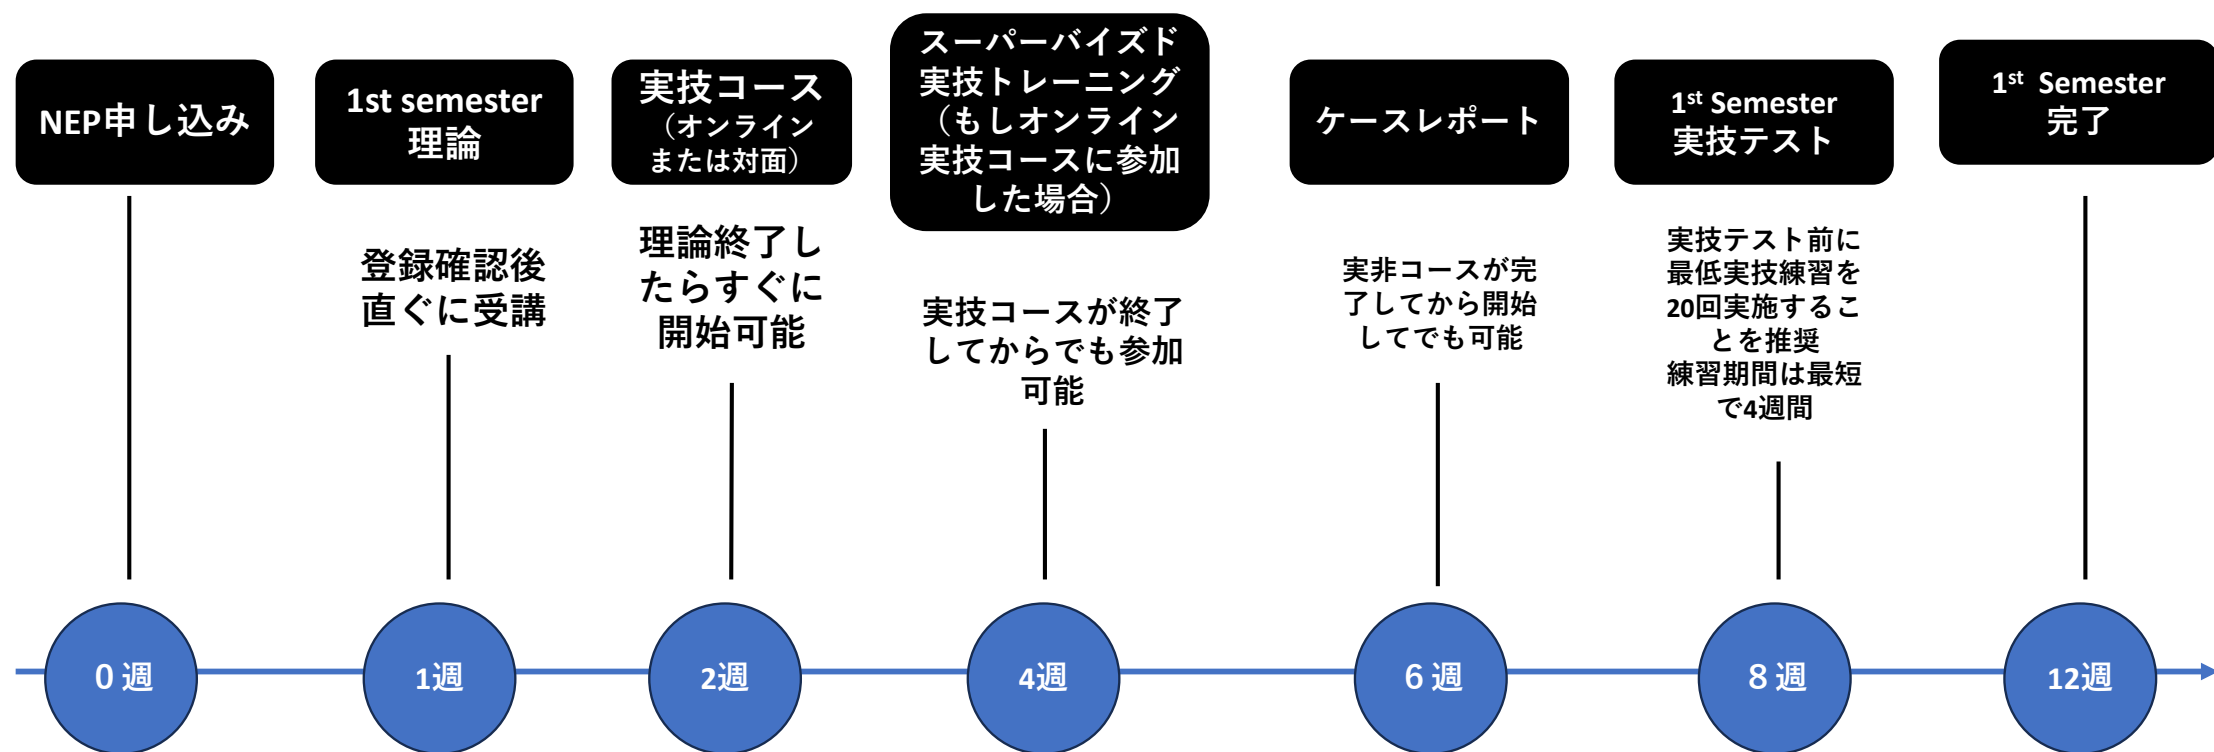 NEP申し込み
1st semester
理論
実技コース
（オンライン
または対面）
スーパーバイズド
実技トレーニング
（もしオンライン
実技コースに参加
した場合）
ケースレポート
1st Semester
実技テスト
1st Semester
完了
登録確認後
直ぐに受講
理論終了し
たらすぐに
開始可能
実技コースが終了
してからでも参加
可能
実非コースが完
了してから開始
してでも可能
実技テスト前に
最低実技練習を
20回実施するこ
とを推奨
練習期間は最短
で4週間
０週
1週
2週
4週
６週
８週
12週